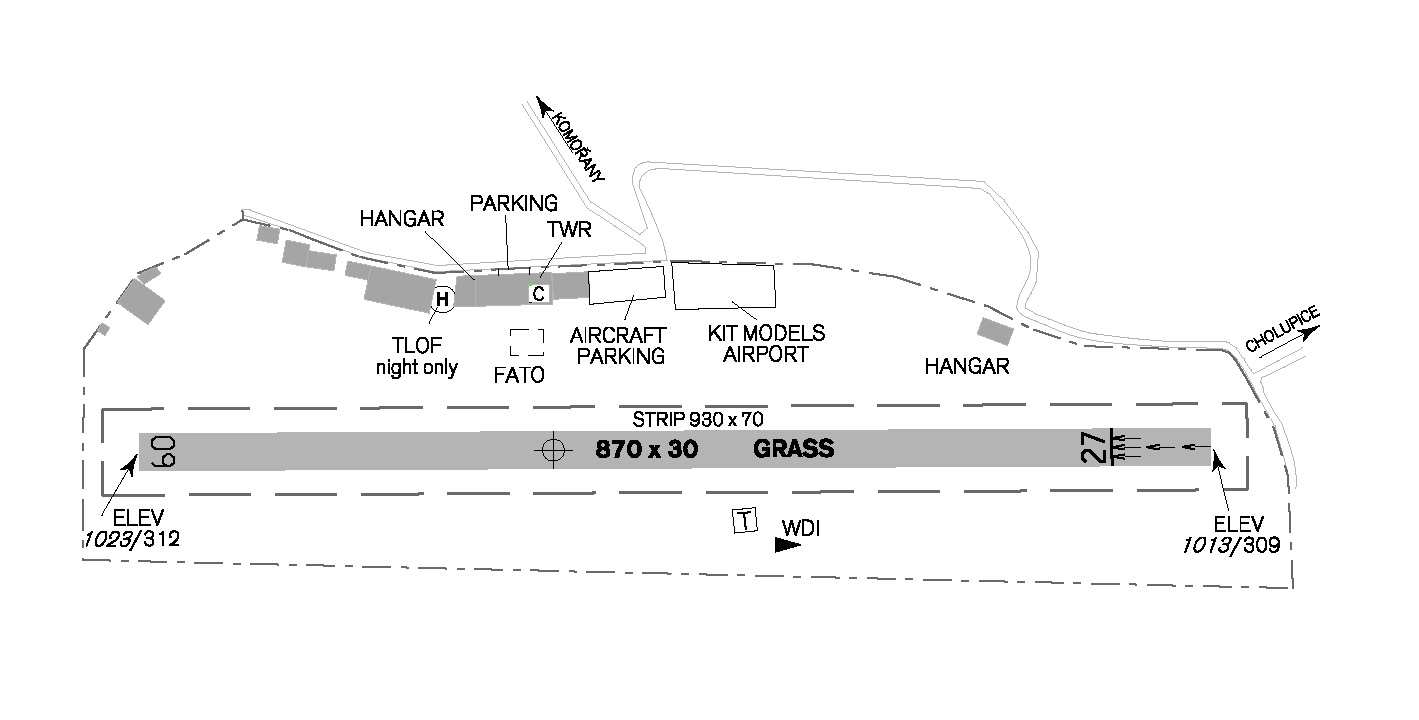 KOMOŘANY
PARKING
HANGAR
TWR
H
C
CHOLUPICE
AIRCRAFT
PARKING
KIT MODELS
AIRPORT
TLOF
night only
FATO
HANGAR
STRIP 930 x 70
09
870 x 30
GRASS
27
T
WDI
ELEV
1023/312
ELEV
1013/309